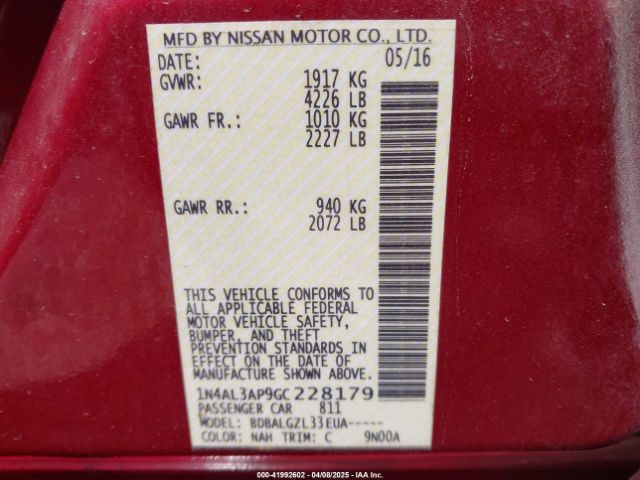 MFD BY NISSAN MOTOR CO., LTD.
DATE: 05/16
GVWR: 1917 KG
4226 LB
GAWR FR.: 1010 KG
2227 LB
GAWR RR.: 940 KG
2072 LB
THIS VEHICLE CONFORMS TO
ALL APPLICABLE FEDERAL
MOTOR VEHICLE SAFETY,
BUMPER, AND THEFT
PREVENTION STANDARDS IN
EFFECT ON THE DATE OF
MANUFACTURE SHOWN ABOVE.
1N4AL3AP9GC228179
PASSENGER CAR 811
MODEL: BDBALGZL33EUA-----
COLOR: NAH TRIM: C 9N00A
000-41992602 - 04/08/2025 - IAAI.COM